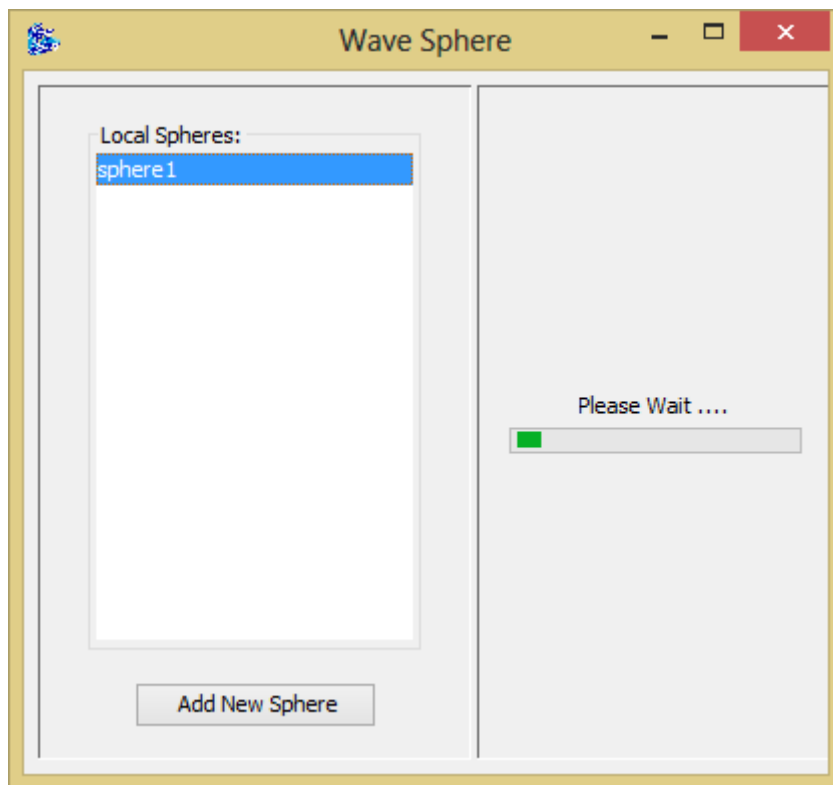 Wave Sphere
Local Spheres:
sphere1
Please Wait ....
Add New Sphere